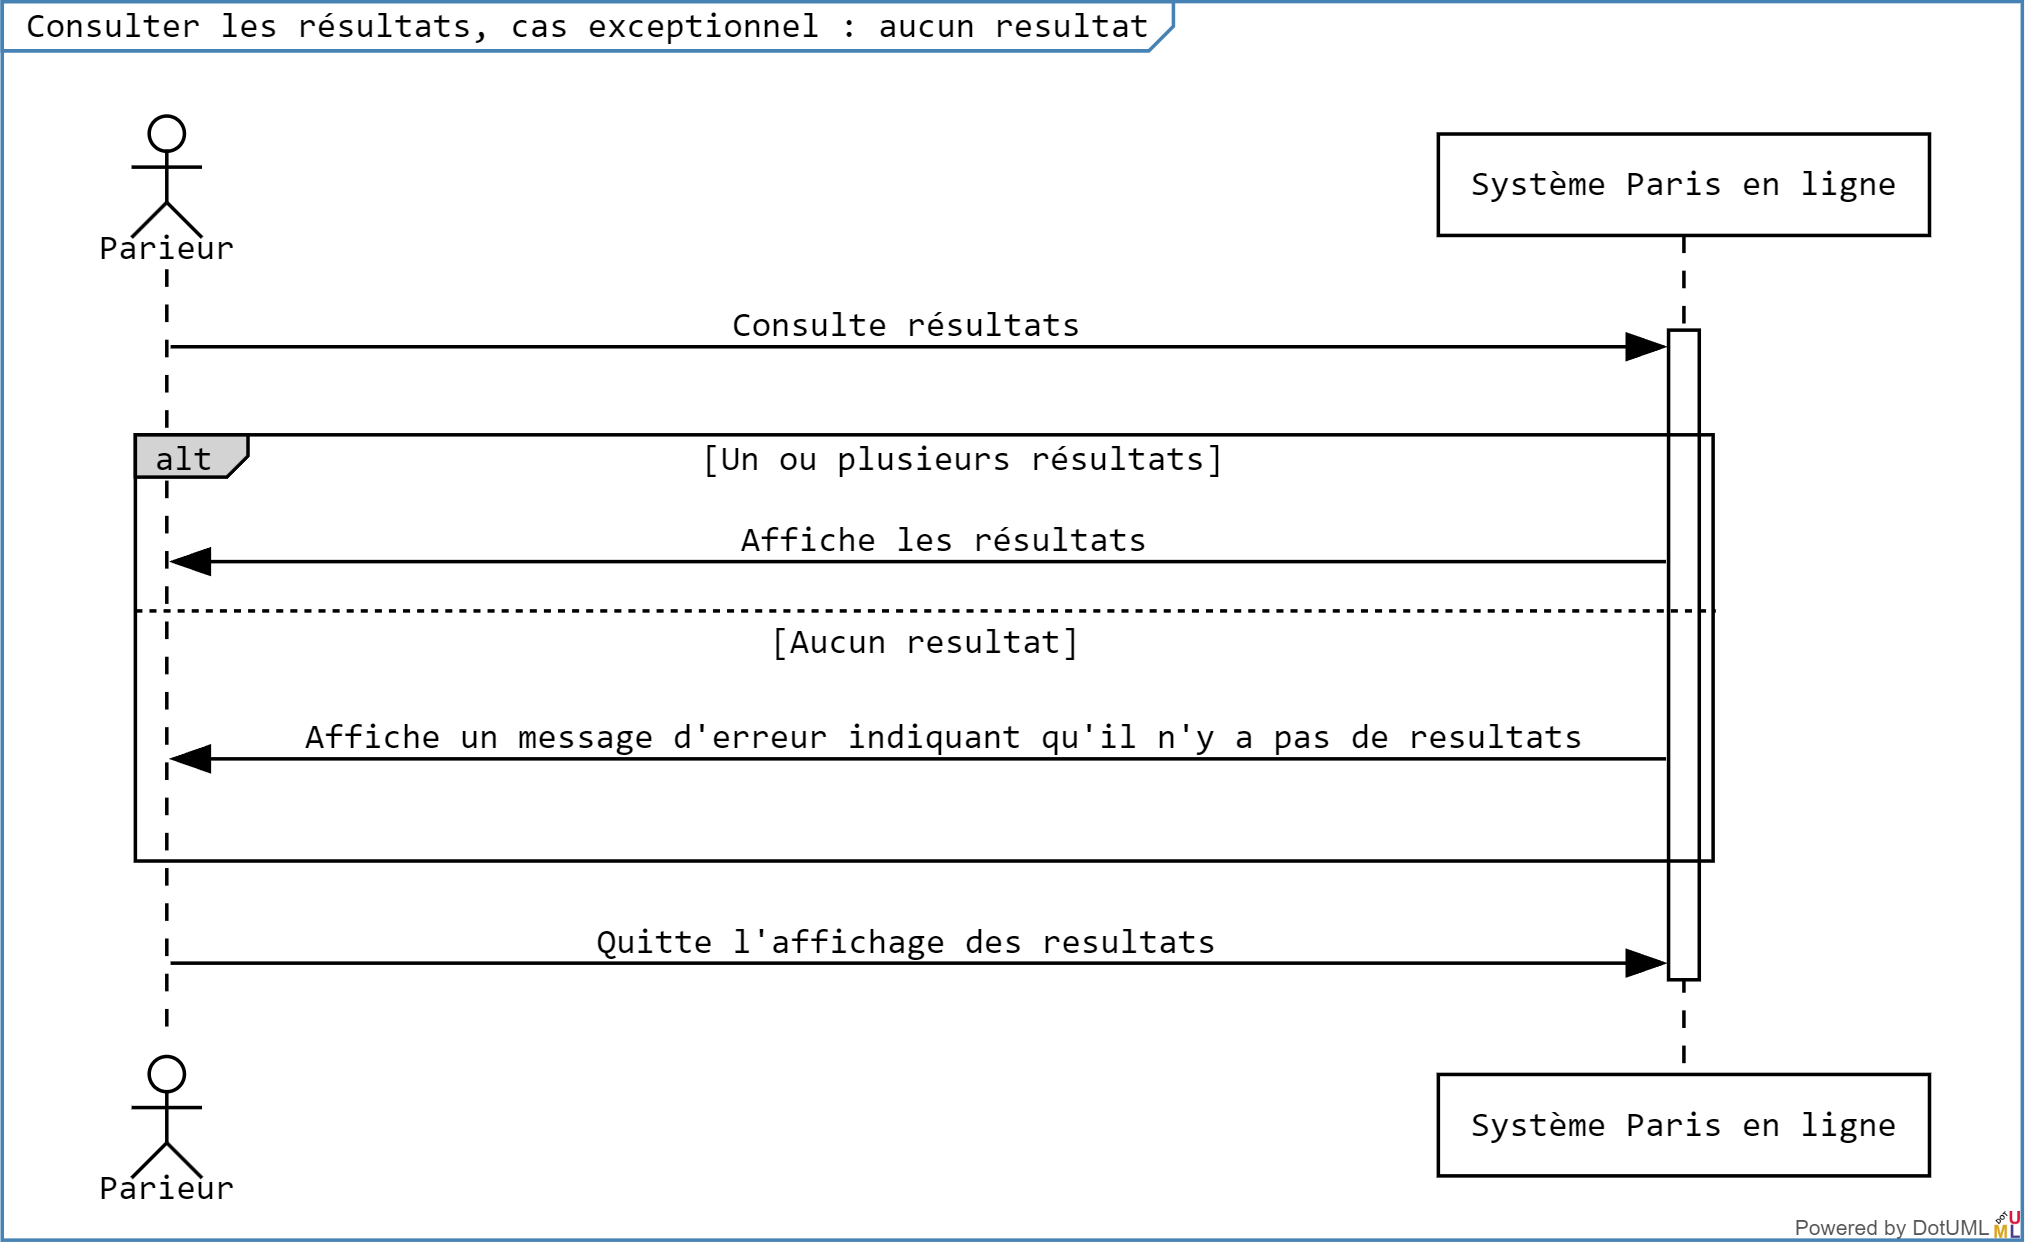 Consulter les résultats, cas exceptionnel : aucun resultat
Système Paris en ligne
Parieur
Consulte résultats
alt [Un ou plusieurs résultats]
Affiche les résultats
[Aucun resultat]
Affiche un message d'erreur indiquant qu'il n'y a pas de resultats
Quitte l'affichage des resultats
Système Paris en ligne
Parieur
Powered by DotUML DOT U
ML